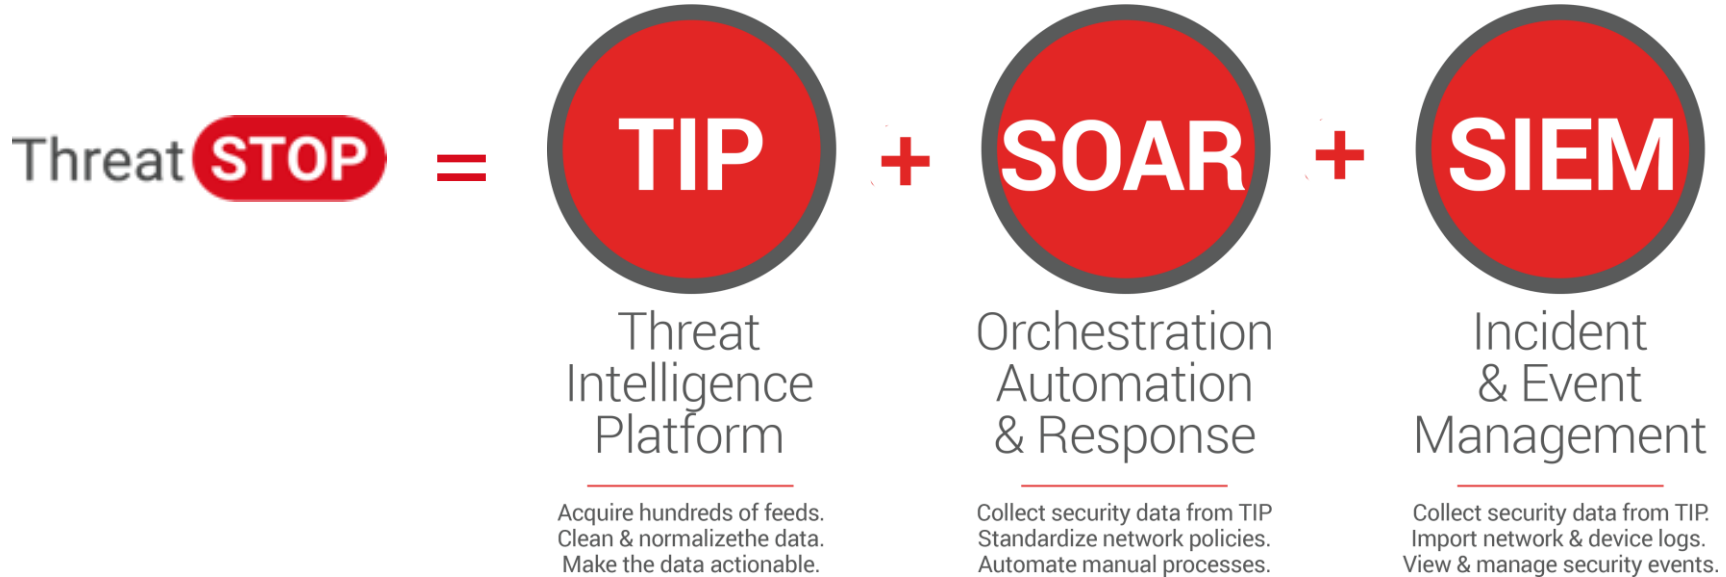 Threat STOP = TIP + SOAR + SIEM
Threat
Intelligence
Platform
Acquire hundreds of feeds.
Clean & normalizethe data.
Make the data actionable.
Orchestration
Automation
& Response
Collect security data from TIP
Standardize network policies.
Automate manual processes.
Incident
& Event
Management
Collect security data from TIP.
Import network & device logs.
View & manage security events.